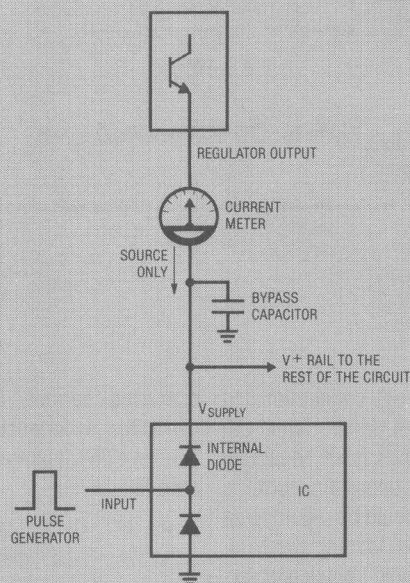 REGULATOR OUTPUT
CURRENT
METER
SOURCE
ONLY
BYPASS
CAPACITOR
V+ RAIL TO THE
REST OF THE CIRCUIT
VSUPPLY
INTERNAL
DIODE
IC
INPUT
PULSE
GENERATOR